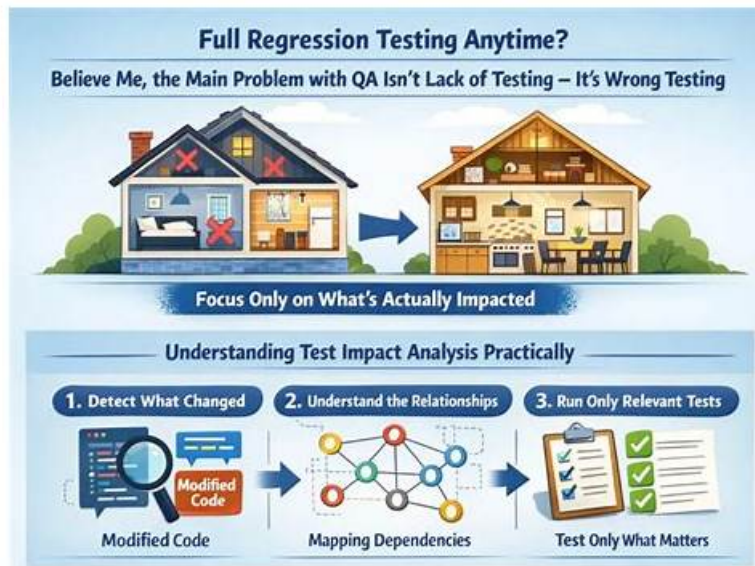 Full Regression Testing Anytime?
Believe Me, the Main Problem with QA Isn't Lack of Testing – It's Wrong Testing
Focus Only on What's Actually Impacted
Understanding Test Impact Analysis Practically
1. Detect What Changed
2. Understand the Relationships
3. Run Only Relevant Tests
Modified
Code
Modified Code
Mapping Dependencies
Test Only What Matters